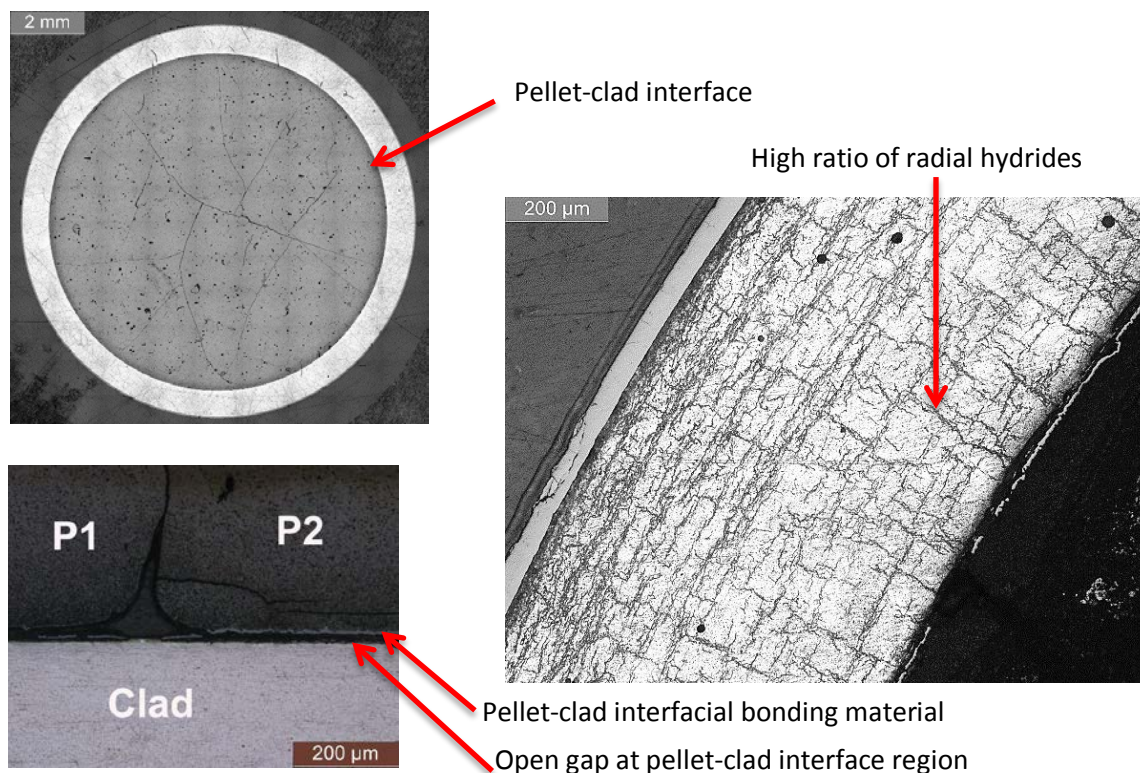 2 mm
Pellet-clad interface
High ratio of radial hydrides
200 µm
P1
P2
Clad
200 µm
Pellet-clad interfacial bonding material
Open gap at pellet-clad interface region